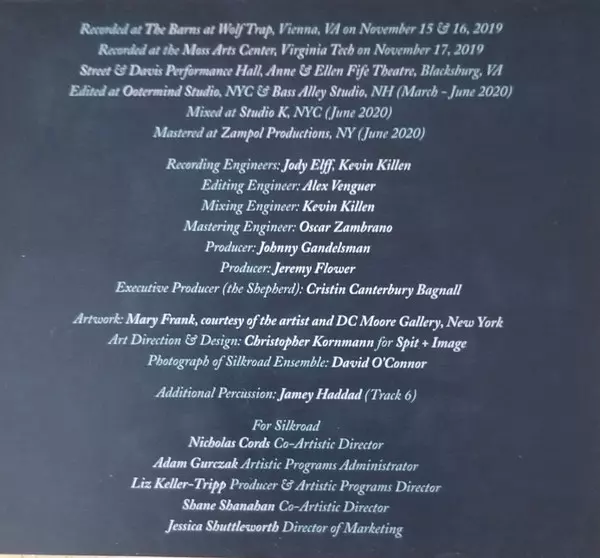 Recorded at The Barns at Wolf Trap, Vienna, VA on November 15 & 16, 2019
Recorded at the Moss Arts Center, Virginia Tech on November 17, 2019
Street & Davis Performance Hall, Anne & Ellen Fife Theatre, Blacksburg, VA
Edited at Ootermind Studio, NYC & Bass Alley Studio, NH (March - June 2020)
Mixed at Studio K, NYC (June 2020)
Mastered at Zampol Productions, NY (June 2020)
Recording Engineers: Jody Elff, Kevin Killen
Editing Engineer: Alex Venguer
Mixing Engineer: Kevin Killen
Mastering Engineer: Oscar Zambrano
Producer: Johnny Gandelsman
Producer: Jeremy Flower
Executive Producer (the Shepherd): Cristin Canterbury Bagnall
Artwork: Mary Frank, courtesy of the artist and DC Moore Gallery, New York
Art Direction & Design: Christopher Kornmann for Spit + Image
Photograph of Silkroad Ensemble: David O'Connor
Additional Percussion: Jamey Haddad (Track 6)
For Silkroad
Nicholas Cords Co-Artistic Director
Adam Gurczak Artistic Programs Administrator
Liz Keller-Tripp Producer & Artistic Programs Director
Shane Shanahan Co-Artistic Director
Jessica Shuttleworth Director of Marketing